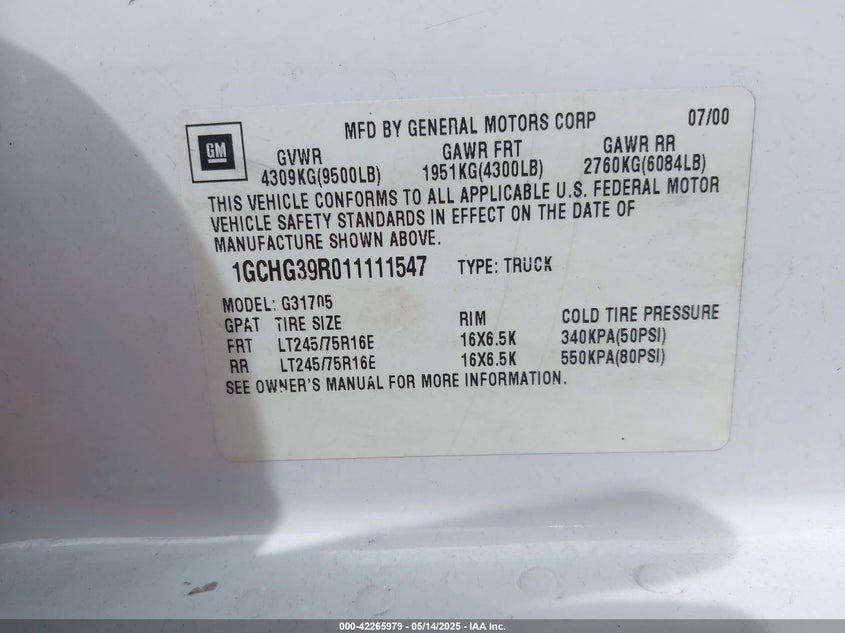 MFD BY GENERAL MOTORS CORP 07/00
GM
GVWR GAWR FRT GAWR RR
4309KG(9500LB) 1951KG(4300LB) 2760KG(6084LB)
THIS VEHICLE CONFORMS TO ALL APPLICABLE U.S. FEDERAL MOTOR
VEHICLE SAFETY STANDARDS IN EFFECT ON THE DATE OF
MANUFACTURE SHOWN ABOVE.
1GCHG39R011111547 TYPE: TRUCK
MODEL: G31705
GPAT TIRE SIZE RIM COLD TIRE PRESSURE
FRT LT245/75R16E 16X6.5K 340KPA(50PSI)
RR LT245/75R16E 16X6.5K 550KPA(80PSI)
SEE OWNER'S MANUAL FOR MORE INFORMATION.
000-42265979 — 05/14/2025 — IAA Inc.